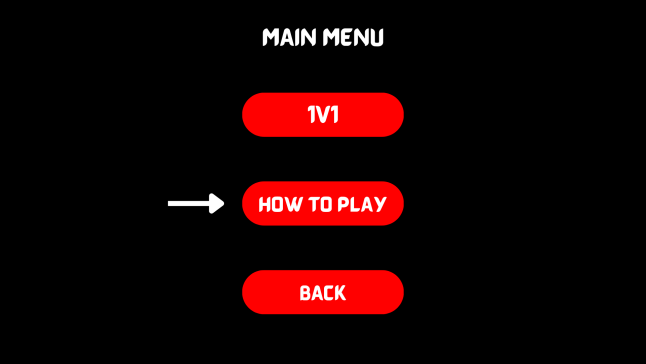 MAIN MENU
1V1
HOW TO PLAY
BACK